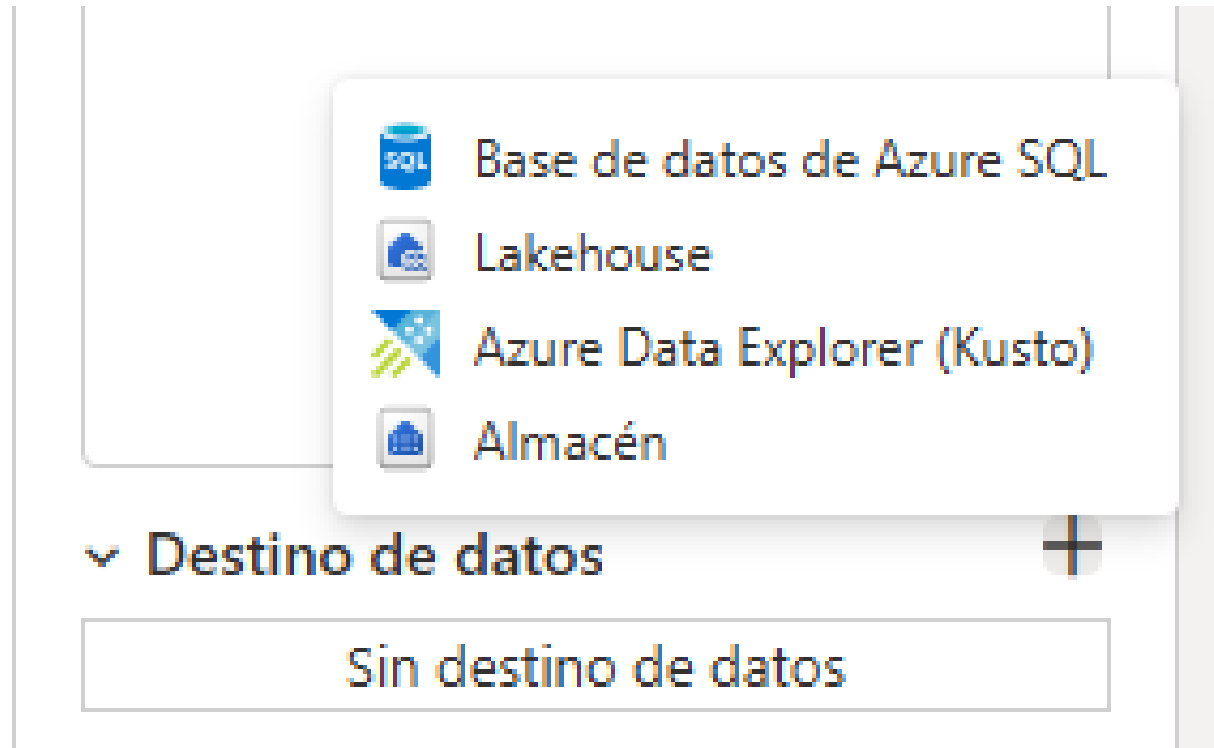 SQL
Base de datos de Azure SQL
Lakehouse
Azure Data Explorer (Kusto)
Almacén
Destino de datos
Sin destino de datos